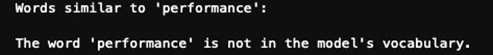 Words similar to 'performance':
The word 'performance' is not in the model's vocabulary.